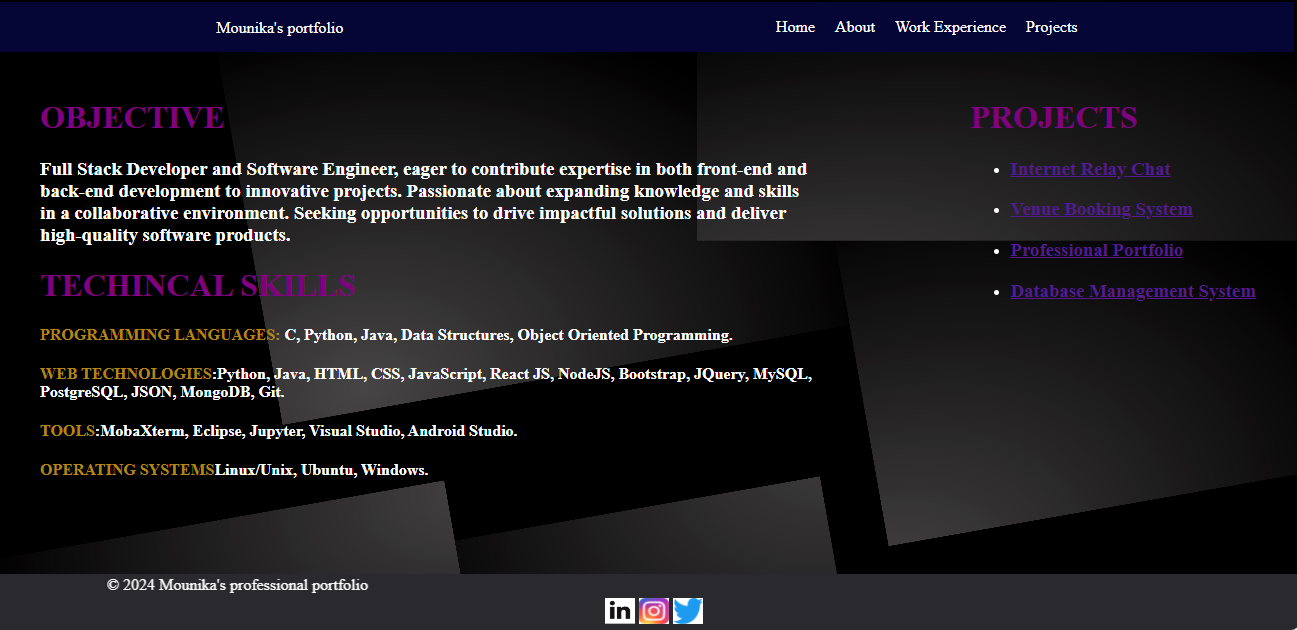 Mounika's portfolio
Home About Work Experience Projects
OBJECTIVE
Full Stack Developer and Software Engineer, eager to contribute expertise in both front-end and
back-end development to innovative projects. Passionate about expanding knowledge and skills
in a collaborative environment. Seeking opportunities to drive impactful solutions and deliver
high-quality software products.
TECHINCAL SKILLS
PROGRAMMING LANGUAGES: C, Python, Java, Data Structures, Object Oriented Programming.
WEB TECHNOLOGIES:Python, Java, HTML, CSS, JavaScript, React JS, NodeJS, Bootstrap, JQuery, MySQL,
PostgreSQL, JSON, MongoDB, Git.
TOOLS:MobaXterm, Eclipse, Jupyter, Visual Studio, Android Studio.
OPERATING SYSTEMSLinux/Unix, Ubuntu, Windows.
PROJECTS
Internet Relay Chat
Venue Booking System
Professional Portfolio
Database Management System
© 2024 Mounika's professional portfolio
in